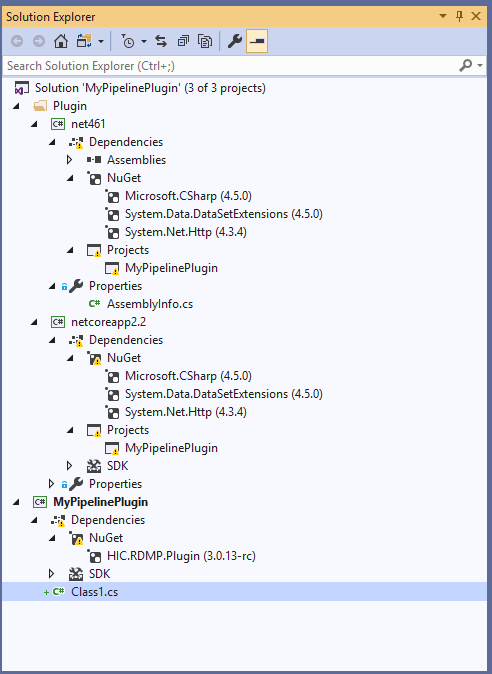 Solution Explorer
Search Solution Explorer (Ctrl+;)
Solution 'MyPipelinePlugin' (3 of 3 projects)
Plugin
C# net461
Dependencies
Assemblies
NuGet
Microsoft.CSharp (4.5.0)
System.Data.DataSetExtensions (4.5.0)
System.Net.Http (4.3.4)
Projects
MyPipelinePlugin
Properties
C# AssemblyInfo.cs
C# netcoreapp2.2
Dependencies
NuGet
Microsoft.CSharp (4.5.0)
System.Data.DataSetExtensions (4.5.0)
System.Net.Http (4.3.4)
Projects
MyPipelinePlugin
SDK
Properties
C# MyPipelinePlugin
Dependencies
NuGet
HIC.RDMP.Plugin (3.0.13-rc)
SDK
+ C# Class1.cs